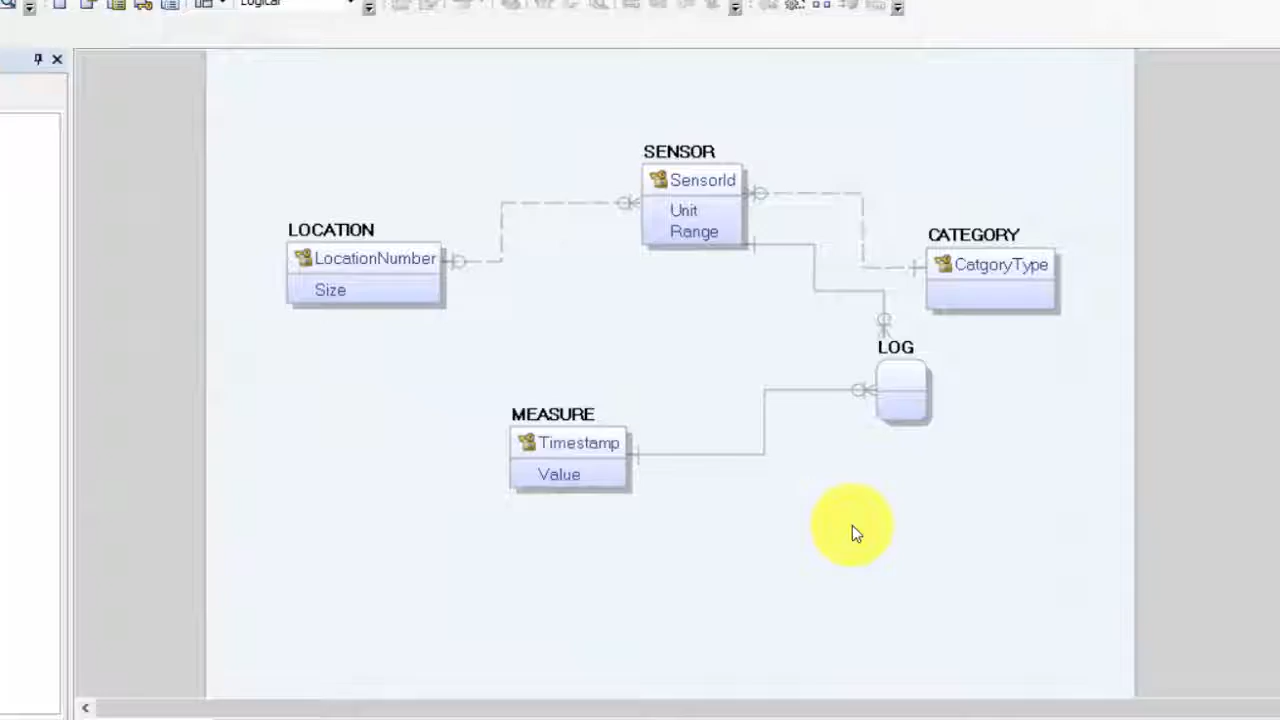 Logical
SENSOR
SensorId
Unit
Range
LOCATION
LocationNumber
Size
CATEGORY
CatgoryType
LOG
MEASURE
Timestamp
Value